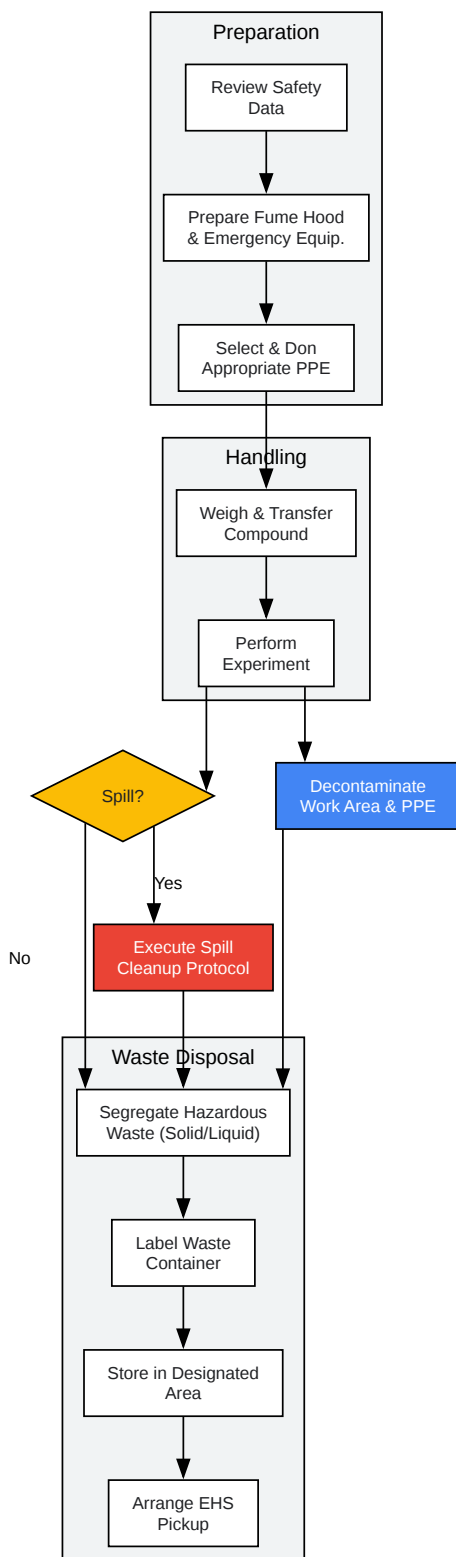 Preparation
Review Safety
Data
Prepare Fume Hood
& Emergency Equip.
Select & Don
Appropriate PPE
Handling
Weigh & Transfer
Compound
Perform
Experiment
Spill?
Decontaminate
Work Area & PPE
Yes
Execute Spill
Cleanup Protocol
No
Waste Disposal
Segregate Hazardous
Waste (Solid/Liquid)
Label Waste
Container
Store in Designated
Area
Arrange EHS
Pickup